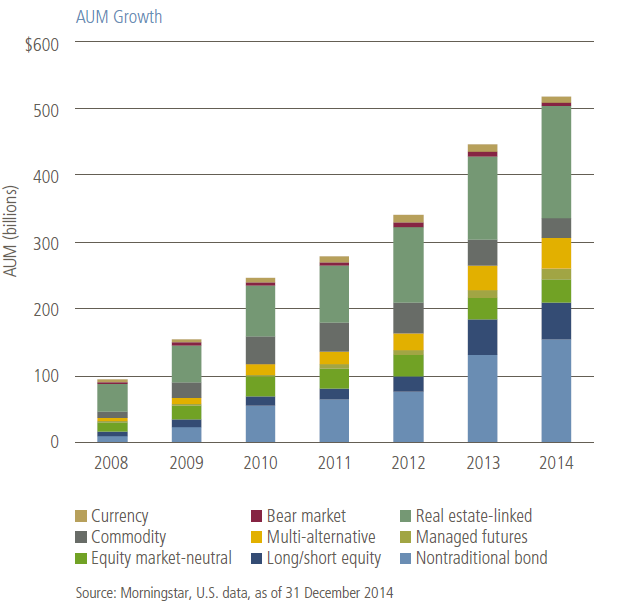 AUM Growth
$600
500
400
300
200
100
0
AUM (billions)
2008 2009 2010 2011 2012 2013 2014
Currency Bear market Real estate-linked
Commodity Multi-alternative Managed futures
Equity market-neutral Long/short equity Nontraditional bond
Source: Morningstar, U.S. data, as of 31 December 2014